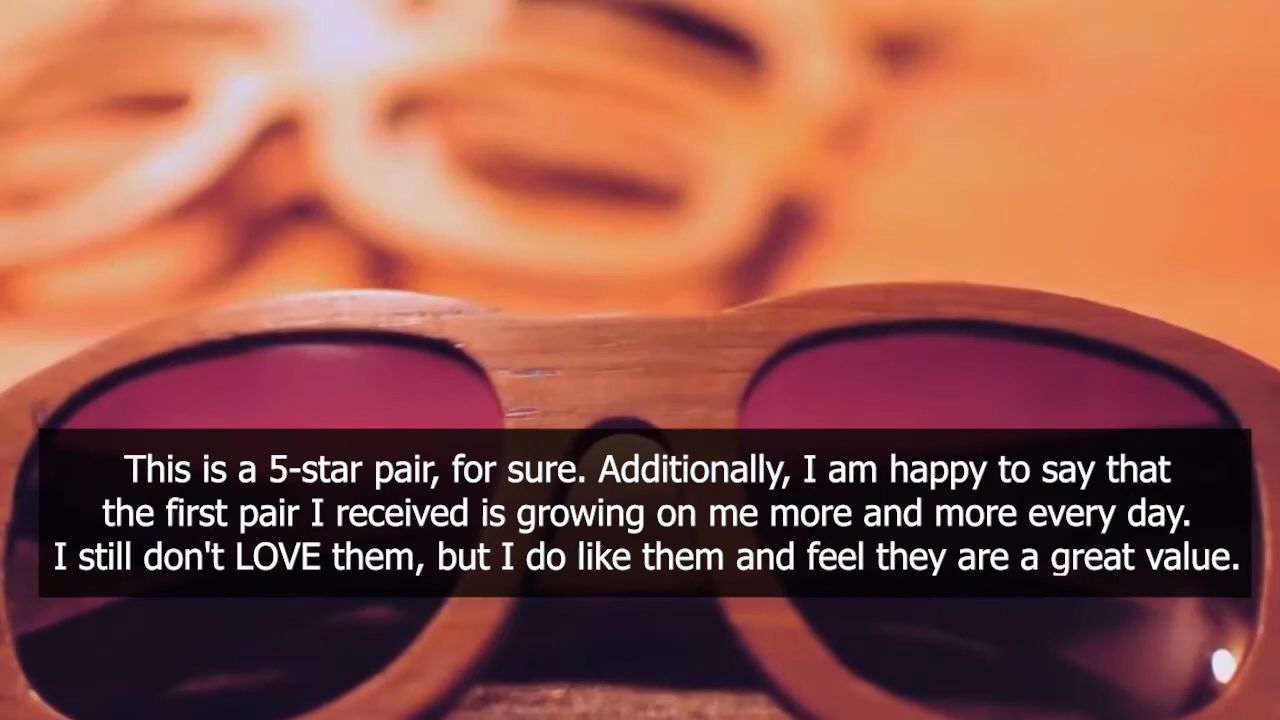 This is a 5-star pair, for sure. Additionally, I am happy to say that
the first pair I received is growing on me more and more every day.
I still don't LOVE them, but I do like them and feel they are a great value.